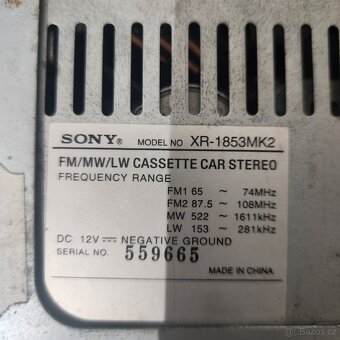 SONY® MODEL NO XR-1853MK2
FM/MW/LW CASSETTE CAR STEREO
FREQUENCY RANGE
FM1 65 ~ 74MHz
FM2 87.5 ~ 108MHz
MW 522 ~ 1611kHz
LW 153 ~ 281kHz
DC: 12V⎓ NEGATIVE GROUND
SERIAL NO. 559665
MADE IN CHINA